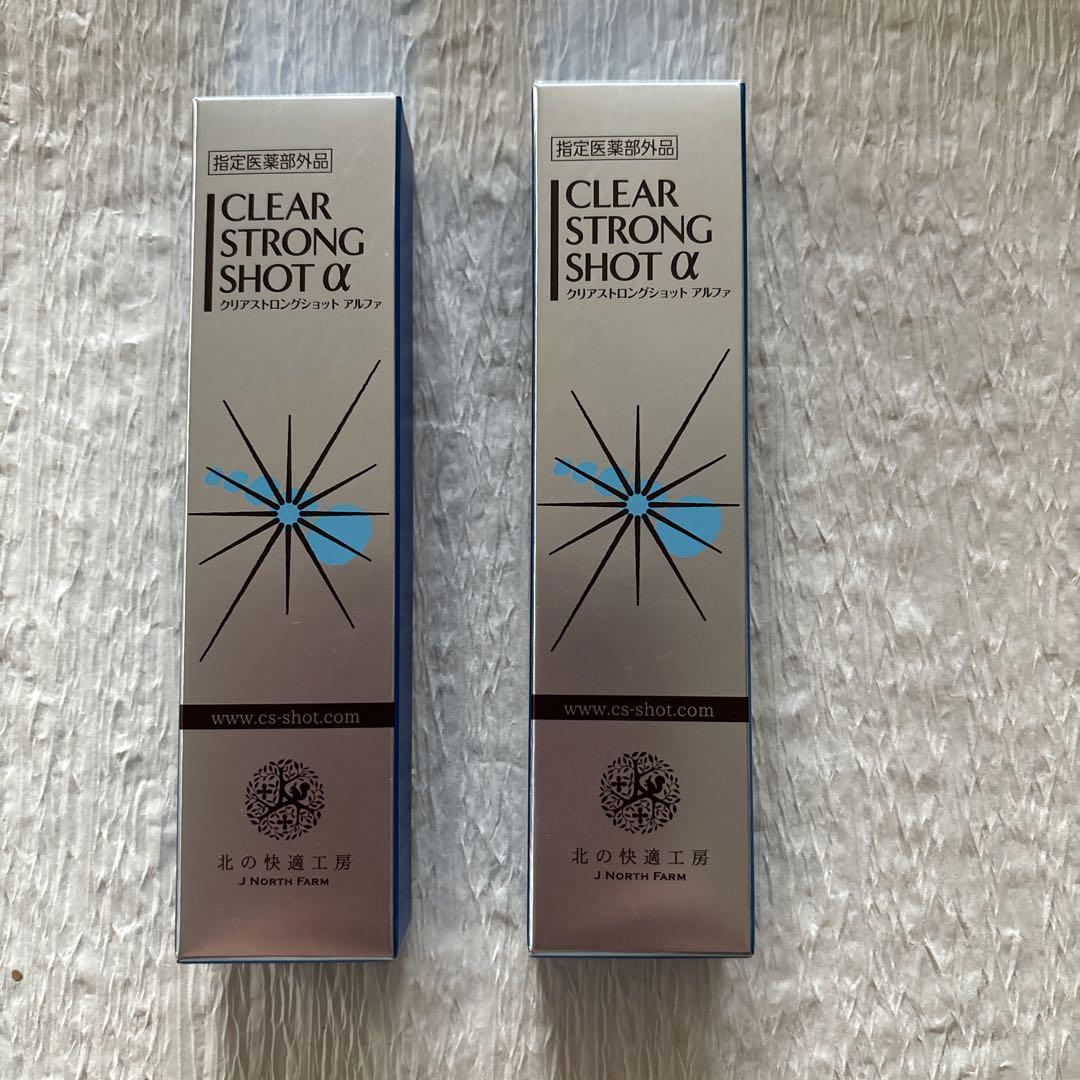 指定医薬部外品
CLEAR
STRONG
SHOT α
クリアストロングショット アルファ
www.cs-shot.com
北の快適工房
J NORTH FARM
指定医薬部外品
CLEAR
STRONG
SHOT α
クリアストロングショット アルファ
www.cs-shot.com
北の快適工房
J NORTH FARM